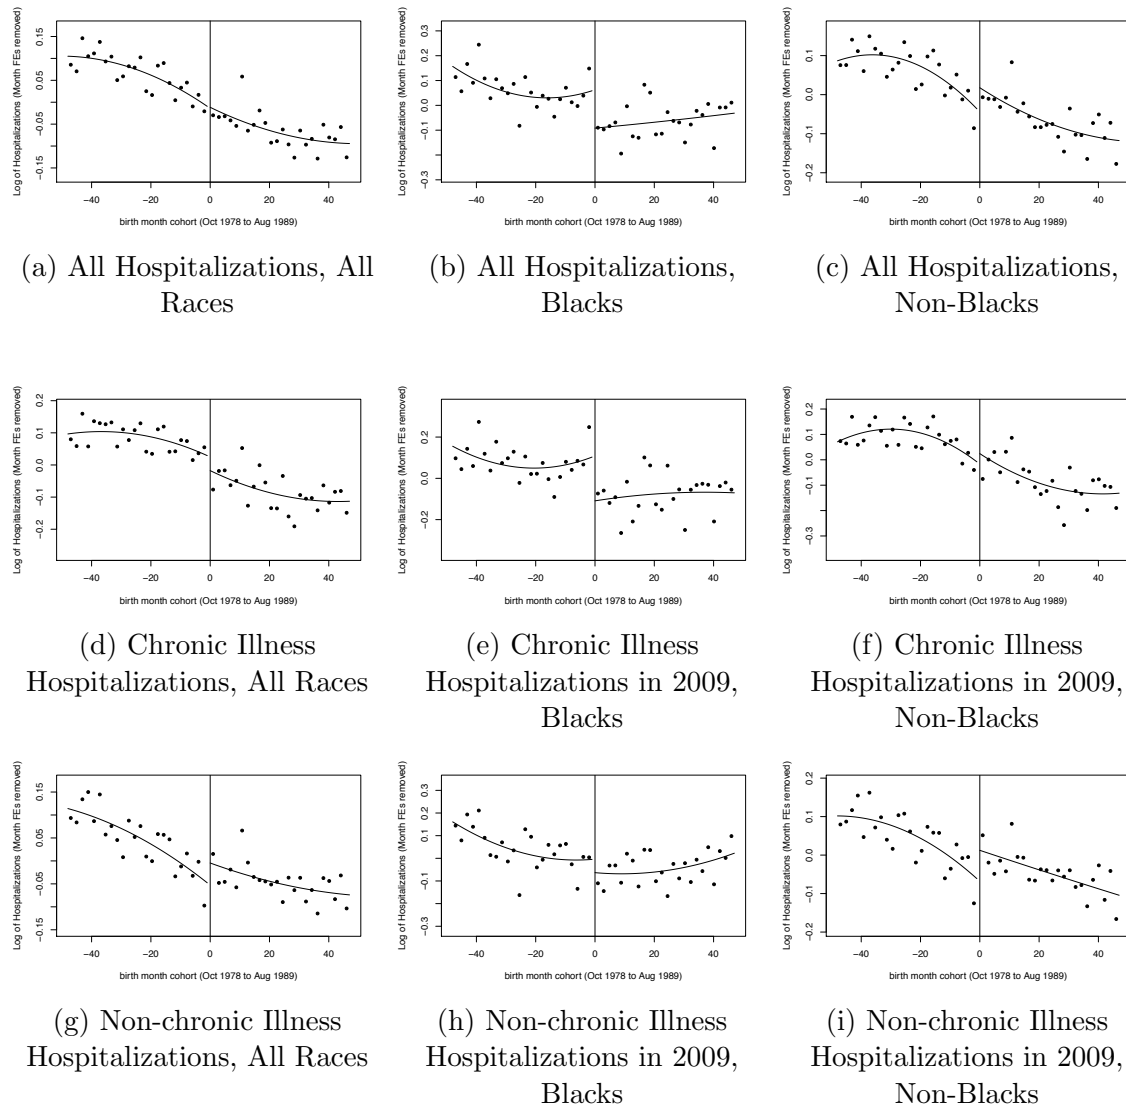 Log of Hospitalizations (Month FEs removed)
−0.15 −0.05 0.05 0.15
−40 −20 0 20 40
birth month cohort (Oct 1978 to Aug 1989)
(a) All Hospitalizations, All
Races
Log of Hospitalizations (Month FEs removed)
−0.3 −0.1 0.0 0.1 0.2 0.3
−40 −20 0 20 40
birth month cohort (Oct 1978 to Aug 1989)
(b) All Hospitalizations,
Blacks
Log of Hospitalizations (Month FEs removed)
−0.2 −0.1 0.0 0.1
−40 −20 0 20 40
birth month cohort (Oct 1978 to Aug 1989)
(c) All Hospitalizations,
Non-Blacks
Log of Hospitalizations (Month FEs removed)
−0.2 −0.1 0.0 0.1 0.2
−40 −20 0 20 40
birth month cohort (Oct 1978 to Aug 1989)
(d) Chronic Illness
Hospitalizations, All Races
Log of Hospitalizations (Month FEs removed)
−0.2 0.0 0.2
−40 −20 0 20 40
birth month cohort (Oct 1978 to Aug 1989)
(e) Chronic Illness
Hospitalizations in 2009,
Blacks
Log of Hospitalizations (Month FEs removed)
−0.3 −0.1 0.0 0.1 0.2
−40 −20 0 20 40
birth month cohort (Oct 1978 to Aug 1989)
(f) Chronic Illness
Hospitalizations in 2009,
Non-Blacks
Log of Hospitalizations (Month FEs removed)
−0.15 −0.05 0.05 0.15
−40 −20 0 20 40
birth month cohort (Oct 1978 to Aug 1989)
(g) Non-chronic Illness
Hospitalizations, All Races
Log of Hospitalizations (Month FEs removed)
−0.3 −0.1 0.0 0.1 0.2 0.3
−40 −20 0 20 40
birth month cohort (Oct 1978 to Aug 1989)
(h) Non-chronic Illness
Hospitalizations in 2009,
Blacks
Log of Hospitalizations (Month FEs removed)
−0.2 −0.1 0.0 0.1 0.2
−40 −20 0 20 40
birth month cohort (Oct 1978 to Aug 1989)
(i) Non-chronic Illness
Hospitalizations in 2009,
Non-Blacks